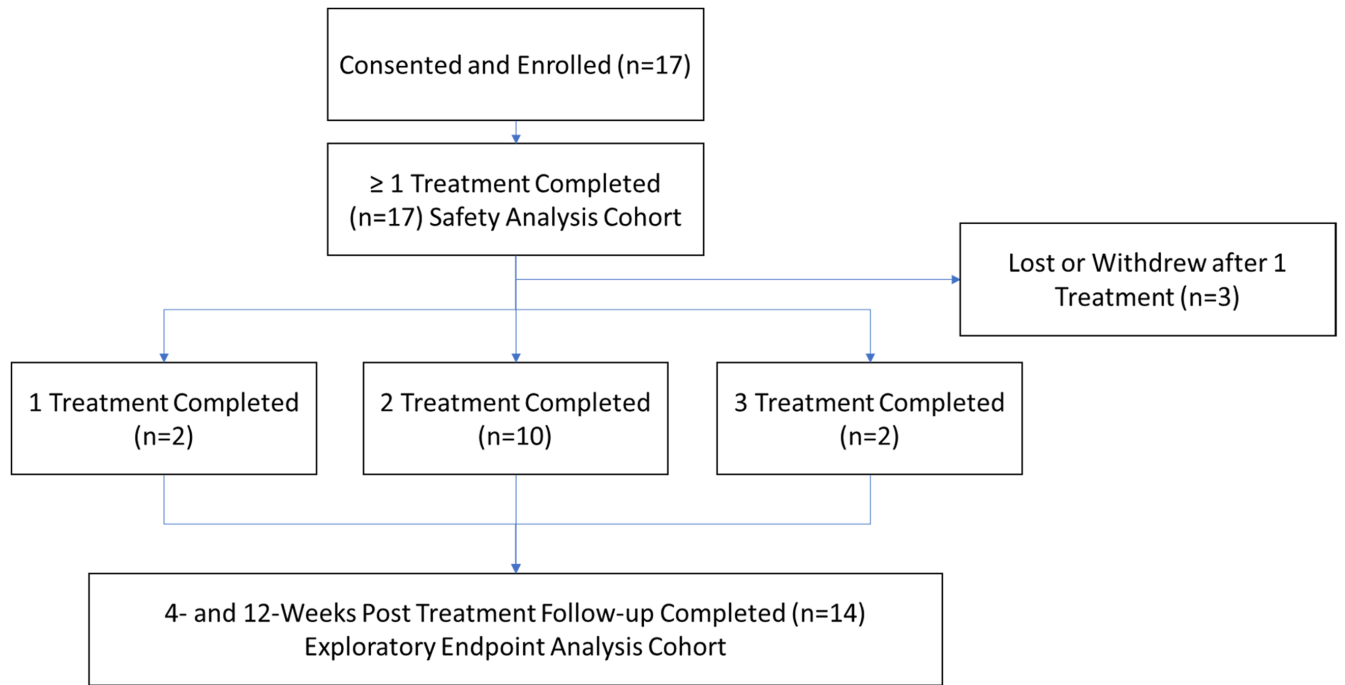 Consented and Enrolled (n=17)
≥ 1 Treatment Completed
(n=17) Safety Analysis Cohort
Lost or Withdrew after 1
Treatment (n=3)
1 Treatment Completed
(n=2)
2 Treatment Completed
(n=10)
3 Treatment Completed
(n=2)
4- and 12-Weeks Post Treatment Follow-up Completed (n=14)
Exploratory Endpoint Analysis Cohort